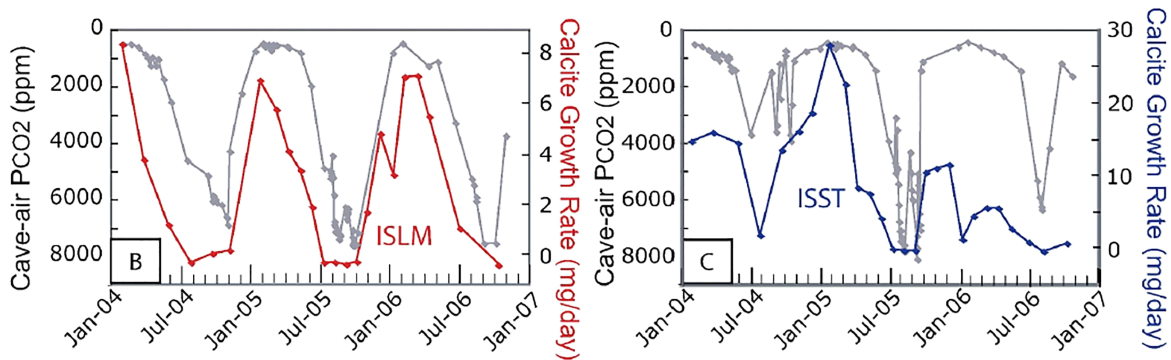 Cave-air PCO2 (ppm)
0
2000
4000
6000
8000
B
ISLM
8
6
4
2
0
Calcite Growth Rate (mg/day)
Jan-04
Jul-04
Jan-05
Jul-05
Jan-06
Jul-06
Jan-07
Cave-air PCO2 (ppm)
0
2000
4000
6000
8000
C
ISST
30
20
10
0
Calcite Growth Rate (mg/day)
Jan-04
Jul-04
Jan-05
Jul-05
Jan-06
Jul-06
Jan-07